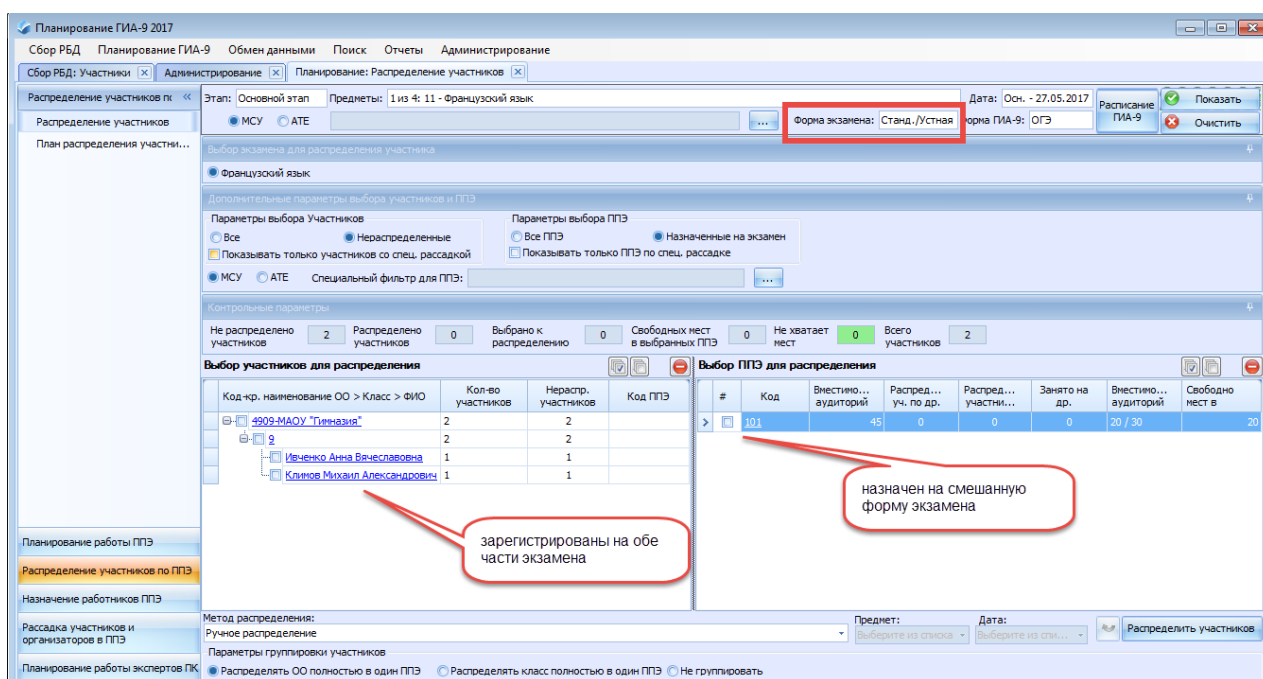 Планирование ГИА-9 2017
Сбор РБД Планирование ГИА-9 Обмен данными Поиск Отчеты Администрирование
Сбор РБД: Участники Администрирование Планирование: Распределение участников
Распределение участников пс «
Распределение участников
План распределения участни...
Этап: Основной этап Предметы: 1 из 4: 11 - Французский язык Дата: Осн. - 27.05.2017 Расписание ГИА-9 Показать
МСУ АТЕ ... Форма экзамена: Станд./Устная орма ГИА-9: ОГЭ Очистить
Выбор экзамена для распределения участника
Французский язык
Дополнительные параметры выбора участников и ППЭ
Параметры выбора Участников Параметры выбора ППЭ
Все Нераспределенные Все ППЭ Назначенные на экзамен
Показывать только участников со спец. рассадкой Показывать только ППЭ по спец. рассадке
МСУ АТЕ Специальный фильтр для ППЭ: ...
Контрольные параметры
Не распределено участников 2 Распределено участников 0 Выбрано к распределению 0 Свободных мест в выбранных ППЭ 0 Не хватает мест 0 Всего участников 2
Выбор участников для распределения Выбор ППЭ для распределения
Код-кр. наименование ОО > Класс > ФИО Кол-во участников Нераспр. участников Код ППЭ
4909-МАОУ "Гимназия" 2 2
9 2 2
Ивченко Анна Вячеславовна 1 1
Климов Михаил Александрович 1 1
# Код Вместимо... аудиторий Распред... уч. по др. Распред... участни... Занято на др. Вместимо... аудиторий Свободно мест в
101 45 0 0 0 20 / 30 20
назначен на смешанную
форму экзамена
зарегистрированы на обе
части экзамена
Планирование работы ППЭ
Распределение участников по ППЭ
Назначение работников ППЭ
Рассадка участников и
организаторов в ППЭ
Планирование работы экспертов ПК
Метод распределения: Предмет: Дата:
Ручное распределение Выберите из списка Выберите из спи... Распределить участников
Параметры группировки участников
Распределять ОО полностью в один ППЭ Распределять класс полностью в один ППЭ Не группировать